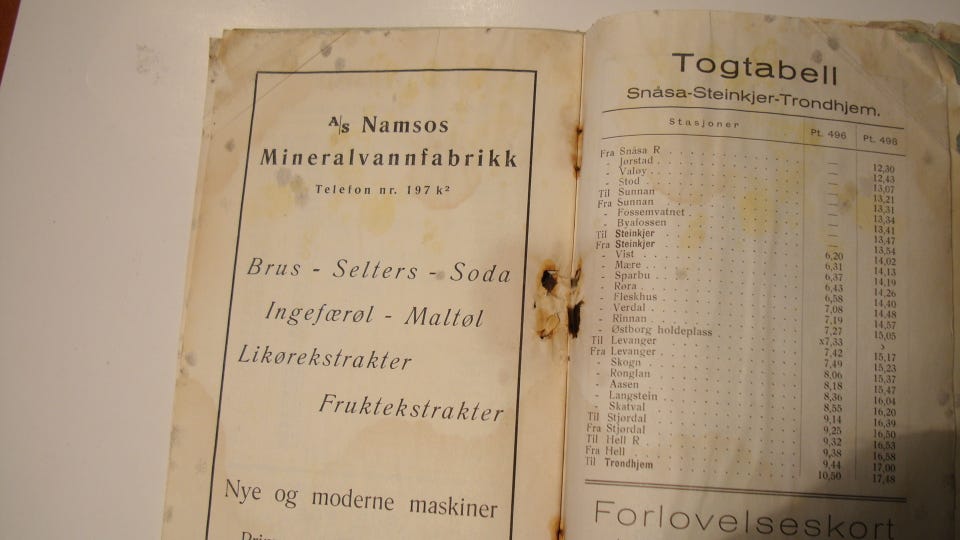 A/s Namsos
Mineralvannfabrikk
Telefon nr. 197 k²
Brus - Selters - Soda
Ingefærøl - Maltøl
Likørekstrakter
Fruktekstrakter
Nye og moderne maskiner
Togtabell
Snåsa-Steinkjer-Trondhjem.
Stasjoner Pt. 496 Pt. 498
Fra Snåsa R — 12,30
- Jørstad — 12,43
- Valøy — 13,07
- Stod — 13,21
Til Sunnan — 13,31
Fra Sunnan — 13,34
- Fossemvatnet — 13,41
- Byafossen — 13,47
Til Steinkjer — 13,54
Fra Steinkjer 6,20 14,02
- Vist 6,31 14,13
- Mære 6,37 14,19
- Sparbu 6,43 14,26
- Røra 6,58 14,40
- Fleskhus 7,08 14,48
- Verdal 7,19 14,57
- Rinnan 7,27 15,05
- Østborg holdeplass x7,33 ›
Til Levanger 7,42 15,17
Fra Levanger 7,49 15,23
- Skogn 8,06 15,37
- Ronglan 8,18 15,47
- Aasen 8,36 16,04
- Langstein 8,55 16,20
- Skatval 9,14 16,39
Til Stjørdal 9,25 16,50
Fra Stjørdal 9,32 16,53
Til Hell R 9,38 16,58
Fra Hell 9,44 17,00
Til Trondhjem 10,50 17,48
Forlovelseskort